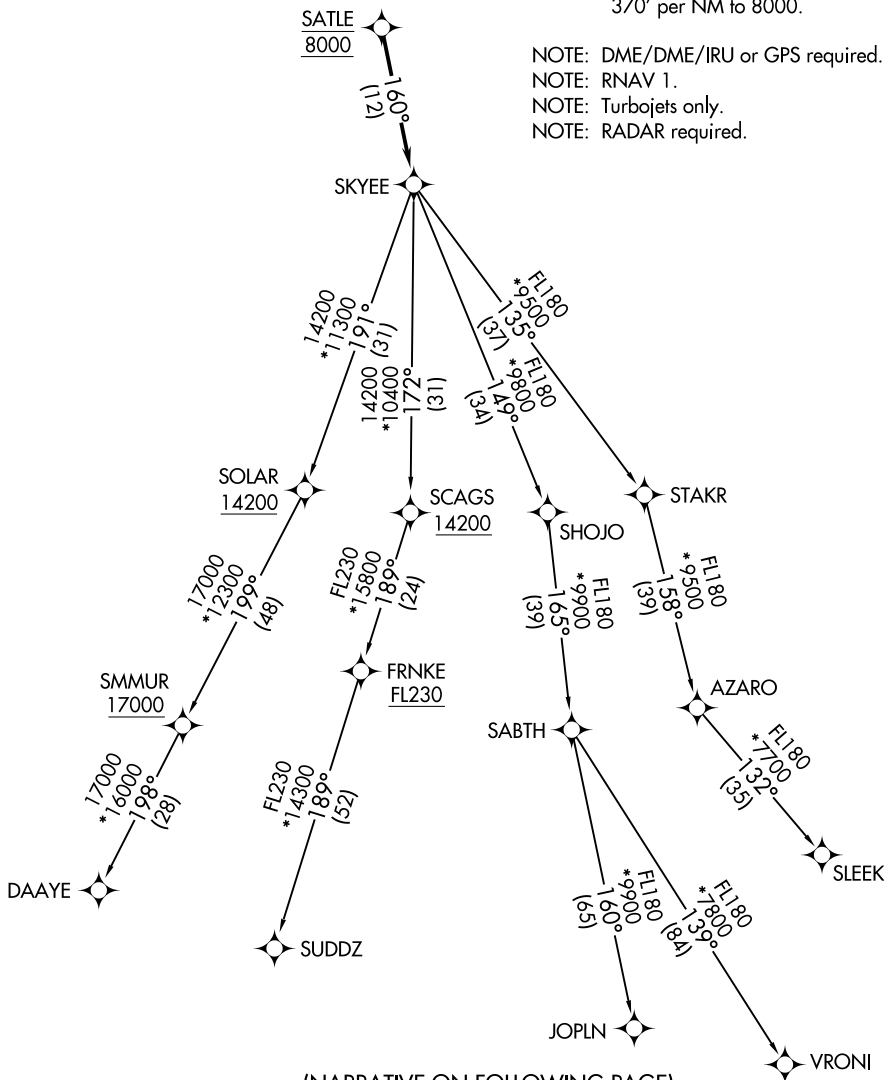 370' per NM to 8000.
SATLE
8000
NOTE: DME/DME/IRU or GPS required.
NOTE: RNAV 1.
NOTE: Turbojets only.
NOTE: RADAR required.
160°
(12)
SKYEE
14200
*11300
191°
(31)
14200
*10400
172°
(31)
FL180
*9800
149°
(34)
FL180
*9500
135°
(37)
SOLAR
14200
SCAGS
14200
SHOJO
STAKR
17000
*12300
199°
(48)
FL230
*15800
189°
(24)
FL180
*9900
165°
(39)
FL180
*9500
158°
(39)
SMMUR
17000
FRNKE
FL230
SABTH
AZARO
17000
*16000
198°
(28)
FL230
*14300
189°
(52)
FL180
*9900
160°
(65)
FL180
*7800
139°
(84)
FL180
*7700
132°
(35)
DAAYE
SUDDZ
SLEEK
JOPLN
VRONI
(NARRATIVE ON FOLLOWING PAGE)